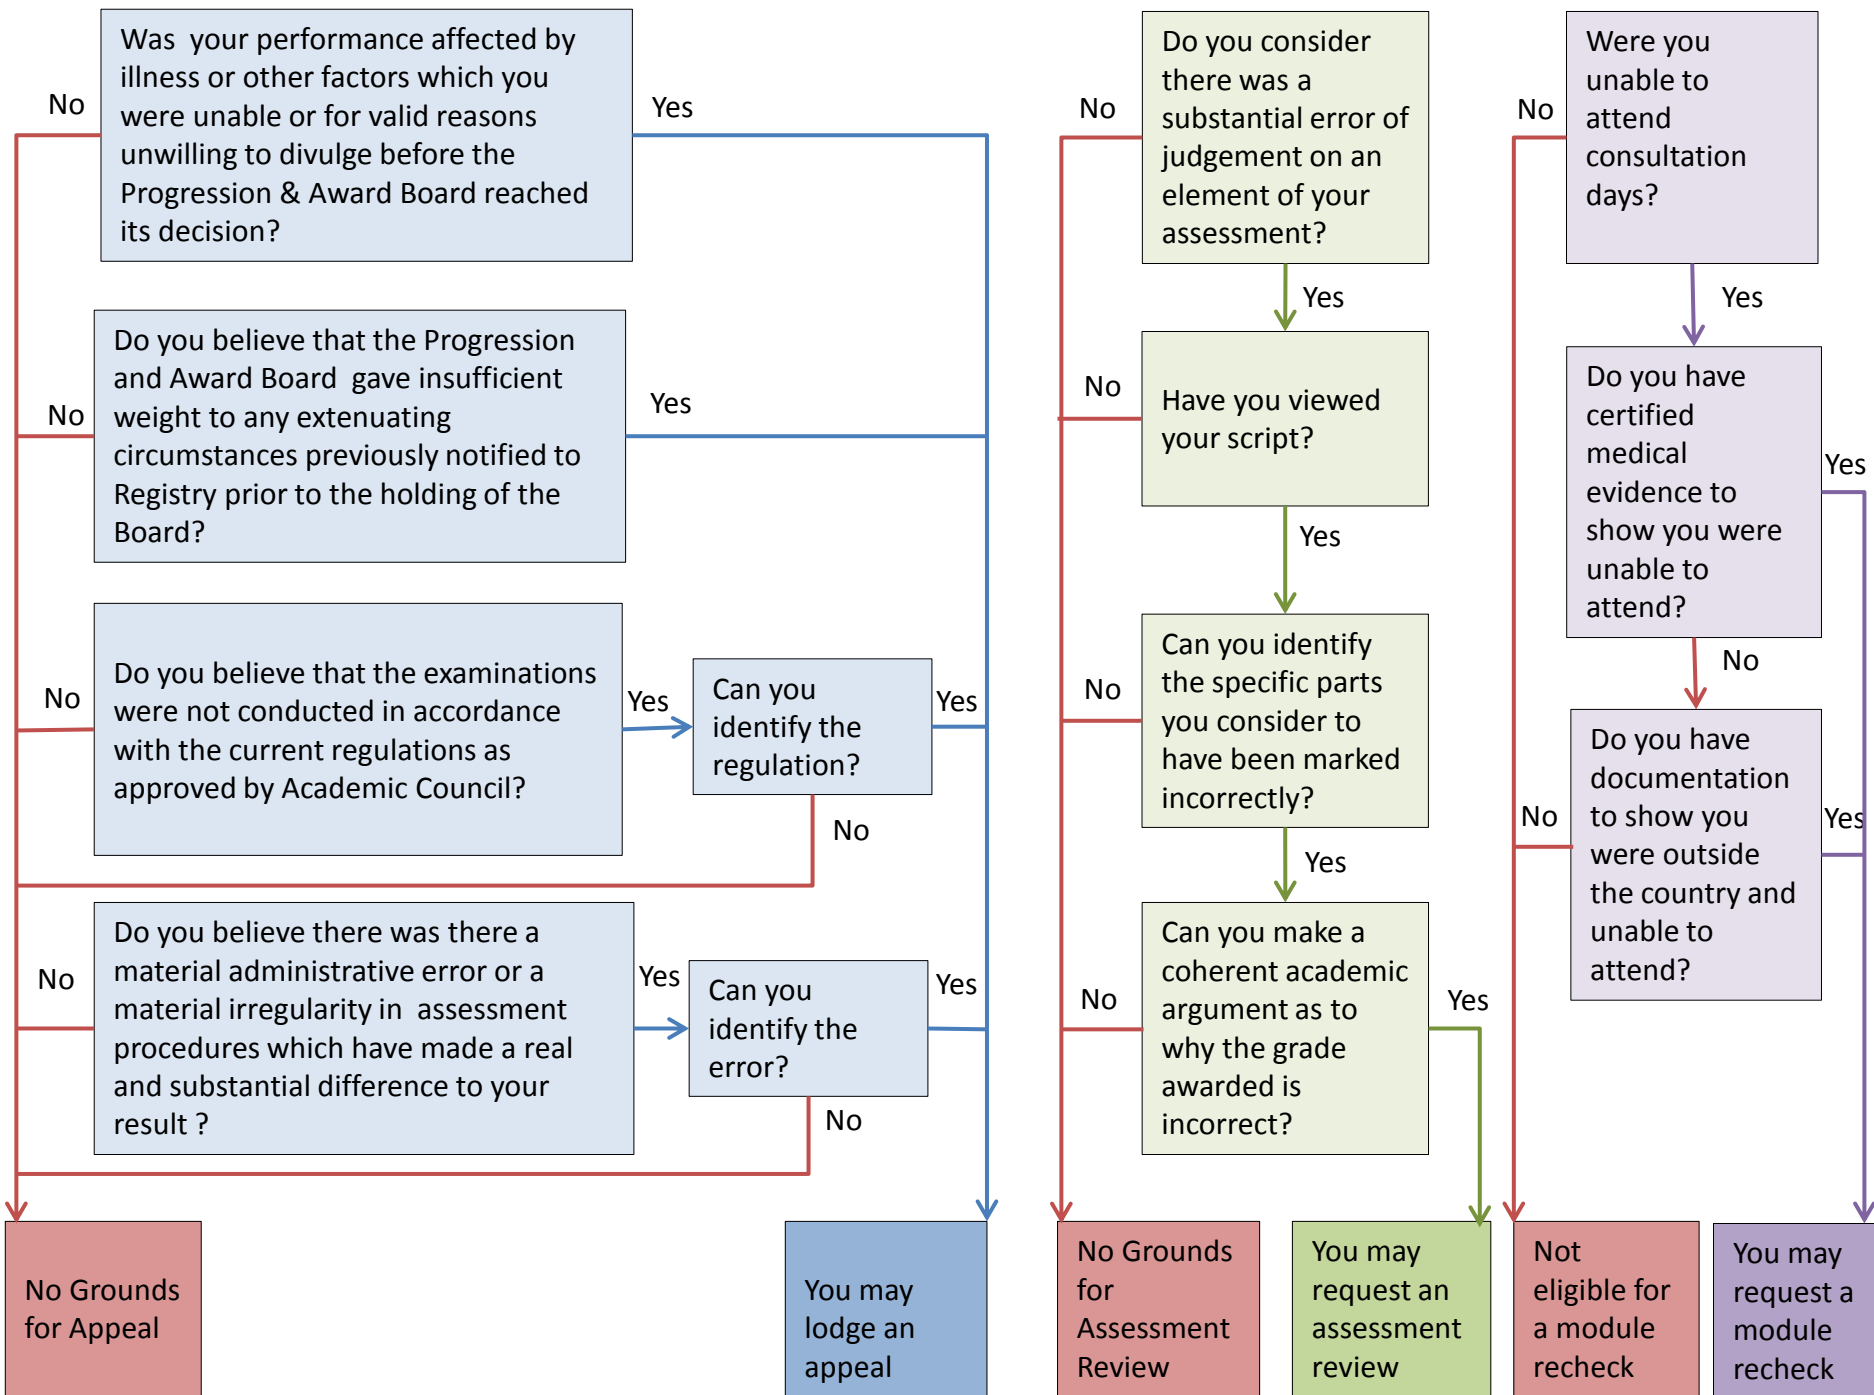 Was your performance affected by
illness or other factors which you
were unable or for valid reasons
unwilling to divulge before the
Progression & Award Board reached
its decision?
No
Yes
Do you believe that the Progression
and Award Board gave insufficient
weight to any extenuating
circumstances previously notified to
Registry prior to the holding of the
Board?
No
Yes
Do you believe that the examinations
were not conducted in accordance
with the current regulations as
approved by Academic Council?
No
Yes
Can you
identify the
regulation?
Yes
No
Do you believe there was there a
material administrative error or a
material irregularity in assessment
procedures which have made a real
and substantial difference to your
result ?
No
Yes
Can you
identify the
error?
Yes
No
No Grounds
for Appeal
You may
lodge an
appeal
Do you consider
there was a
substantial error of
judgement on an
element of your
assessment?
No
Yes
Have you viewed
your script?
No
Yes
Can you identify
the specific parts
you consider to
have been marked
incorrectly?
No
Yes
Can you make a
coherent academic
argument as to
why the grade
awarded is
incorrect?
No
Yes
No Grounds
for
Assessment
Review
You may
request an
assessment
review
Were you
unable to
attend
consultation
days?
No
Yes
Do you have
certified
medical
evidence to
show you were
unable to
attend?
Yes
No
Do you have
documentation
to show you
were outside
the country and
unable to
attend?
No
Yes
Not
eligible for
a module
recheck
You may
request a
module
recheck